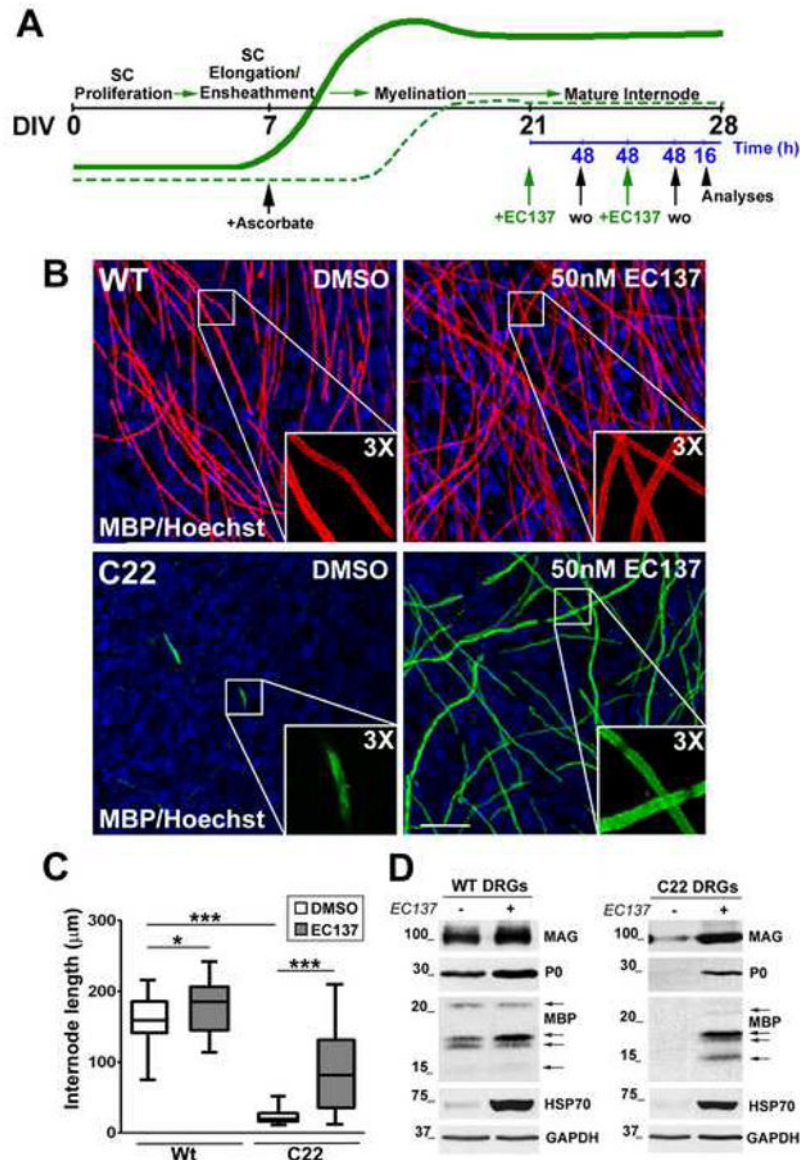 A
SC
Proliferation
SC
Elongation/
Ensheathment
Myelination
Mature Internode
DIV 0 7 21 28
48 48 48 16 Time (h)
+Ascorbate
+EC137 wo +EC137 wo Analyses
B
WT DMSO
3X
MBP/Hoechst
50nM EC137
3X
C22 DMSO
3X
MBP/Hoechst
50nM EC137
3X
C
Internode length (µm)
300
200
100
0
DMSO
EC137
***
*
***
Wt C22
D
WT DRGs
EC137 - +
100 MAG
30 P0
20
MBP
15
75 HSP70
37 GAPDH
C22 DRGs
EC137 - +
100 MAG
30 P0
20
MBP
15
75 HSP70
37 GAPDH